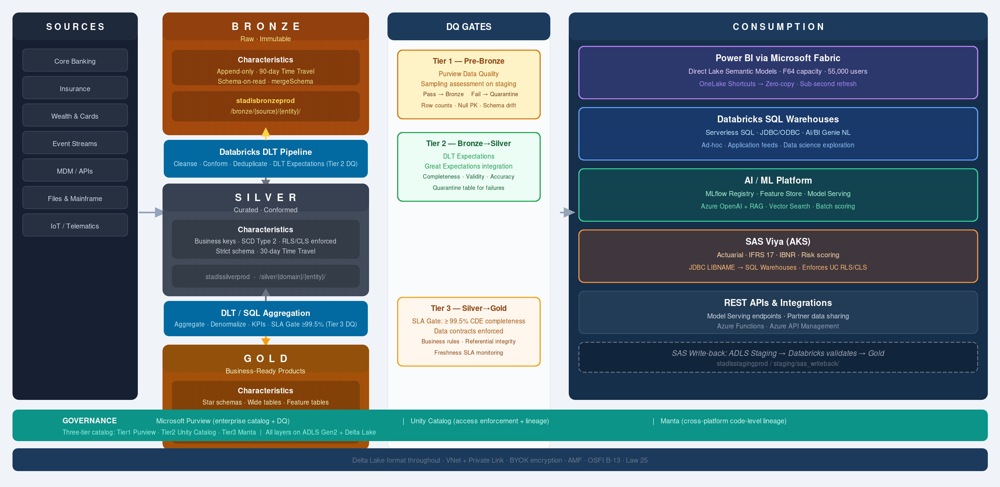 SOURCES
Core Banking
Insurance
Wealth & Cards
Event Streams
MDM / APIs
Files & Mainframe
IoT / Telematics
BRONZE
Raw · Immutable
Characteristics
Append-only · 90-day Time Travel
Schema-on-read · mergeSchema
stadlsbronzeprod
/bronze/{source}/{entity}/
Databricks DLT Pipeline
Cleanse · Conform · Deduplicate · DLT Expectations (Tier 2 DQ)
SILVER
Curated · Conformed
Characteristics
Business keys · SCD Type 2 · RLS/CLS enforced
Strict schema · 30-day Time Travel
stadlssilverprod · /silver/{domain}/{entity}/
DLT / SQL Aggregation
Aggregate · Denormalize · KPIs · SLA Gate ≥99.5% (Tier 3 DQ)
GOLD
Business-Ready Products
Characteristics
Star schemas · Wide tables · Feature tables
DQ GATES
Tier 1 — Pre-Bronze
Purview Data Quality
Sampling assessment on staging
Pass → Bronze Fail → Quarantine
Row counts · Null PK · Schema drift
Tier 2 — Bronze→Silver
DLT Expectations
Great Expectations integration
Completeness · Validity · Accuracy
Quarantine table for failures
Tier 3 — Silver→Gold
SLA Gate: ≥ 99.5% CDE completeness
Data contracts enforced
Business rules · Referential integrity
Freshness SLA monitoring
CONSUMPTION
Power BI via Microsoft Fabric
Direct Lake Semantic Models · F64 capacity · 55,000 users
OneLake Shortcuts → Zero-copy · Sub-second refresh
Databricks SQL Warehouses
Serverless SQL · JDBC/ODBC · AI/BI Genie NL
Ad-hoc · Application feeds · Data science exploration
AI / ML Platform
MLflow Registry · Feature Store · Model Serving
Azure OpenAI + RAG · Vector Search · Batch scoring
SAS Viya (AKS)
Actuarial · IFRS 17 · IBNR · Risk scoring
JDBC LIBNAME → SQL Warehouses · Enforces UC RLS/CLS
REST APIs & Integrations
Model Serving endpoints · Partner data sharing
Azure Functions · Azure API Management
SAS Write-back: ADLS Staging → Databricks validates → Gold
stadlsstagingprod / staging/sas_writeback/
GOVERNANCE Microsoft Purview (enterprise catalog + DQ) | Unity Catalog (access enforcement + lineage) | Manta (cross-platform code-level lineage)
Three-tier catalog: Tier1 Purview · Tier2 Unity Catalog · Tier3 Manta | All layers on ADLS Gen2 + Delta Lake
Delta Lake format throughout · VNet + Private Link · BYOK encryption · AMF · OSFI B-13 · Law 25